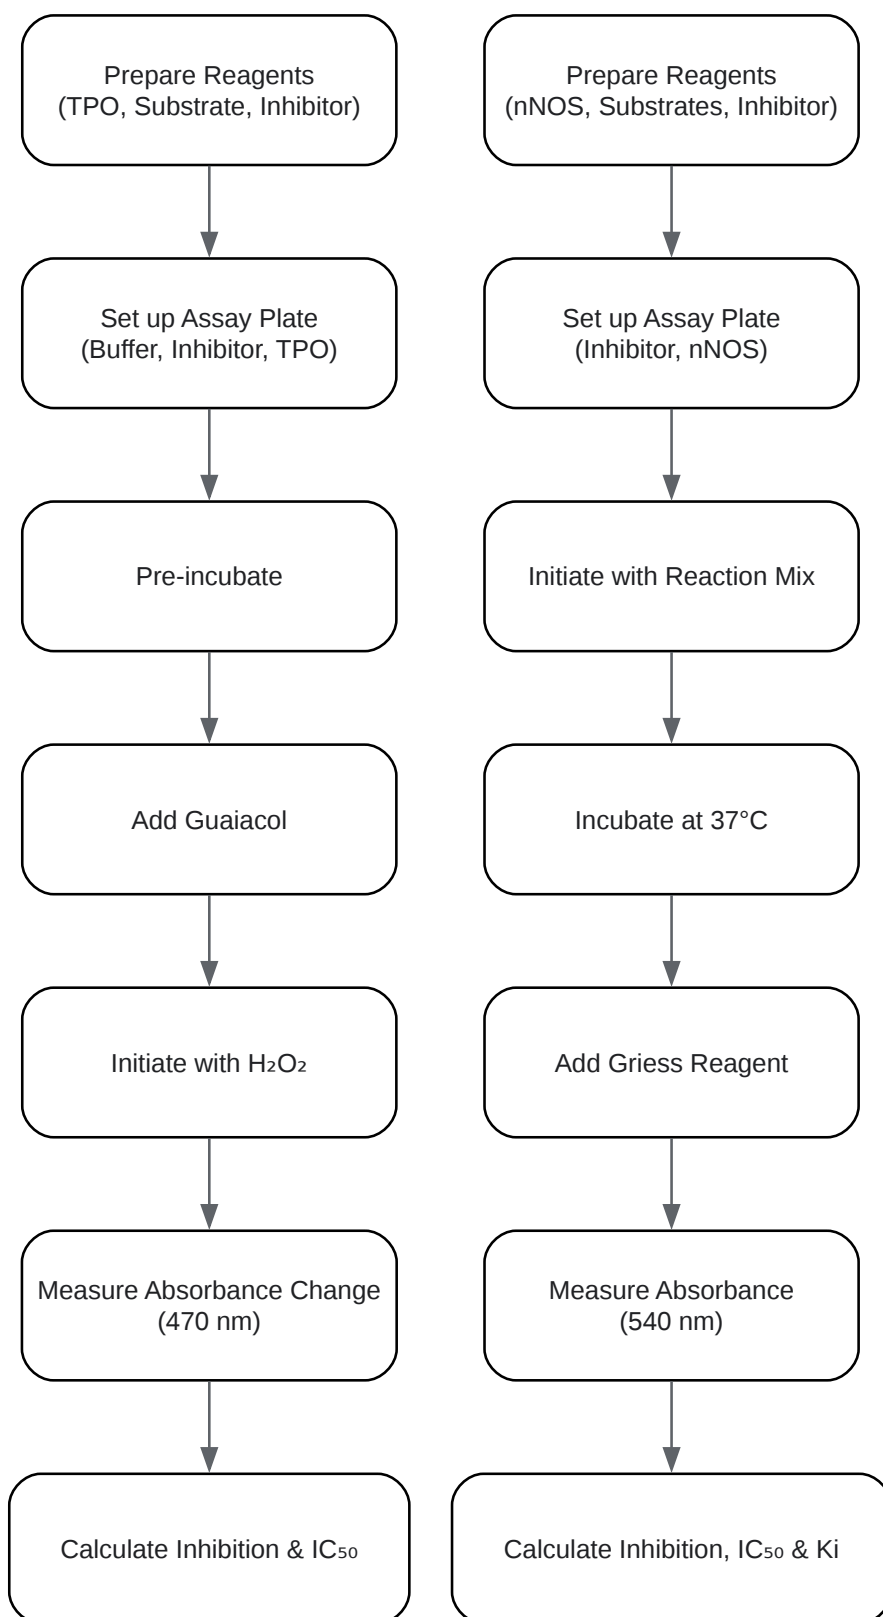 Prepare Reagents
(TPO, Substrate, Inhibitor)
Set up Assay Plate
(Buffer, Inhibitor, TPO)
Pre-incubate
Add Guaiacol
Initiate with H₂O₂
Measure Absorbance Change
(470 nm)
Calculate Inhibition & IC₅₀
Prepare Reagents
(nNOS, Substrates, Inhibitor)
Set up Assay Plate
(Inhibitor, nNOS)
Initiate with Reaction Mix
Incubate at 37°C
Add Griess Reagent
Measure Absorbance
(540 nm)
Calculate Inhibition, IC₅₀ & Ki